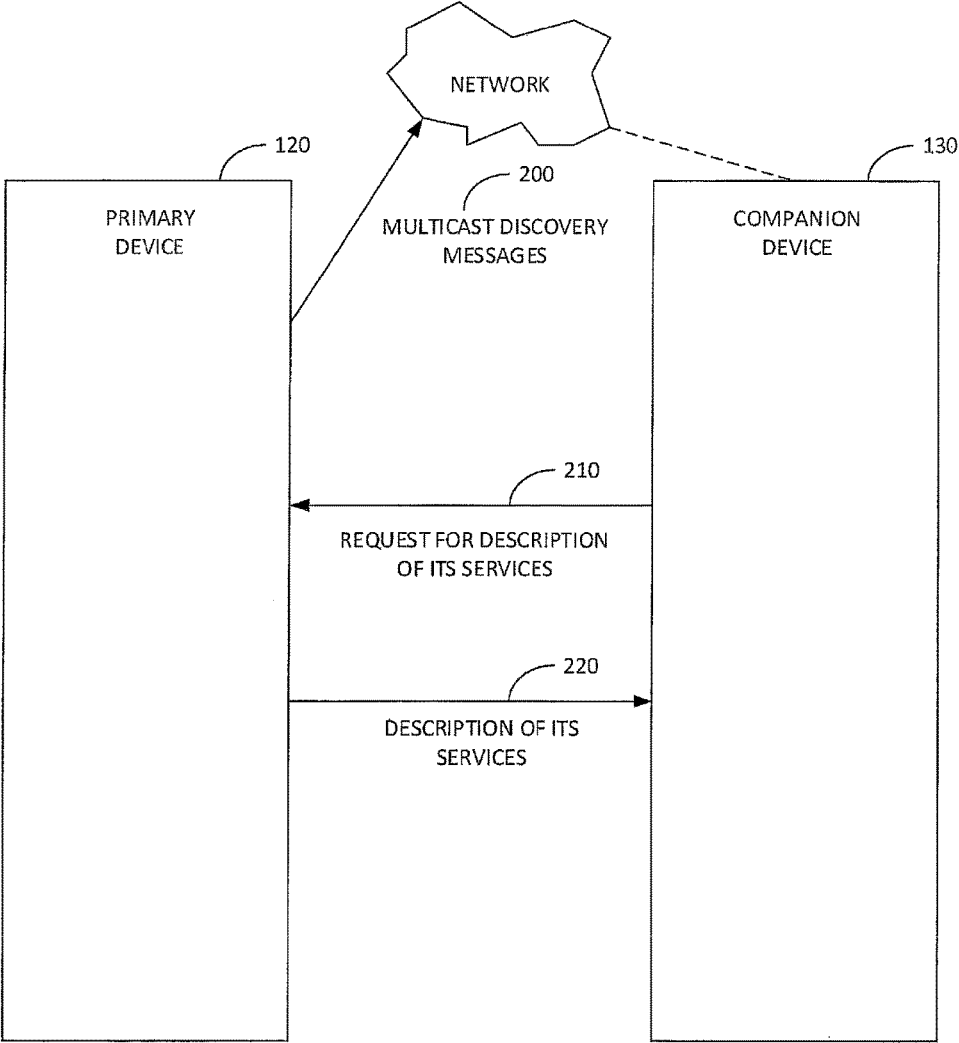 NETWORK
120
130
200
PRIMARY
DEVICE
MULTICAST DISCOVERY
MESSAGES
COMPANION
DEVICE
210
REQUEST FOR DESCRIPTION
OF ITS SERVICES
220
DESCRIPTION OF ITS
SERVICES